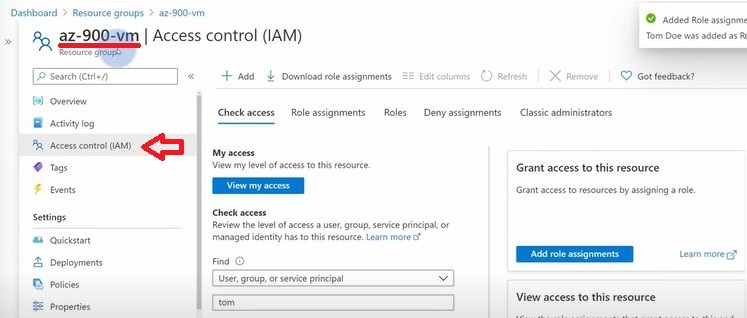 Dashboard > Resource groups > az-900-vm
Added Role
Tom Doe was added as
az-900-vm | Access control (IAM)
Resource group
Search (Ctrl+/)
Add
Download role assignments
Edit columns
Refresh
Remove
Got feedback?
Overview
Activity log
Access control (IAM)
Tags
Events
Settings
Quickstart
Deployments
Policies
Properties
Check access
Role assignments
Roles
Deny assignments
Classic administrators
My access
View my level of access to this resource.
View my access
Check access
Review the level of access a user, group, service principal, or
managed identity has to this resource. Learn more
Find
User, group, or service principal
tom
Grant access to this resource
Grant access to resources by assigning a role.
Add role assignments
Learn more
View access to this resource